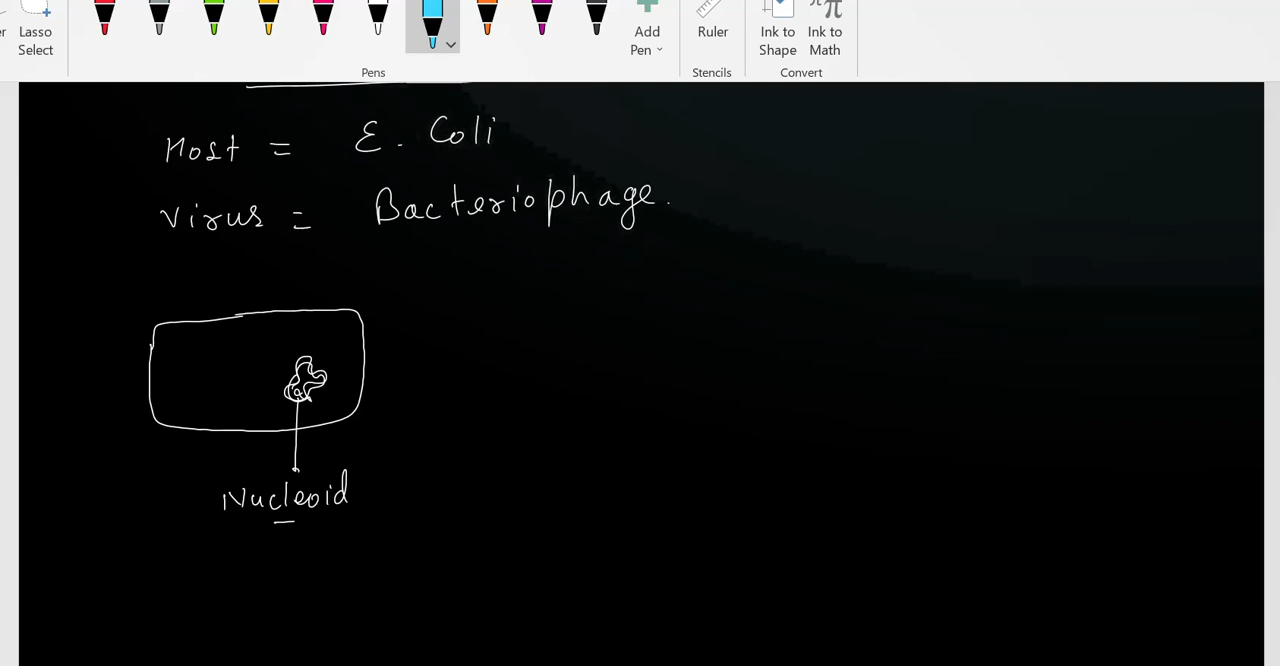 Lasso Select
Pens
Add Pen
Ruler
Stencils
Ink to Shape
Ink to Math
Convert
Host = E. Coli
Virus = Bacteriophage.
Nucleoid